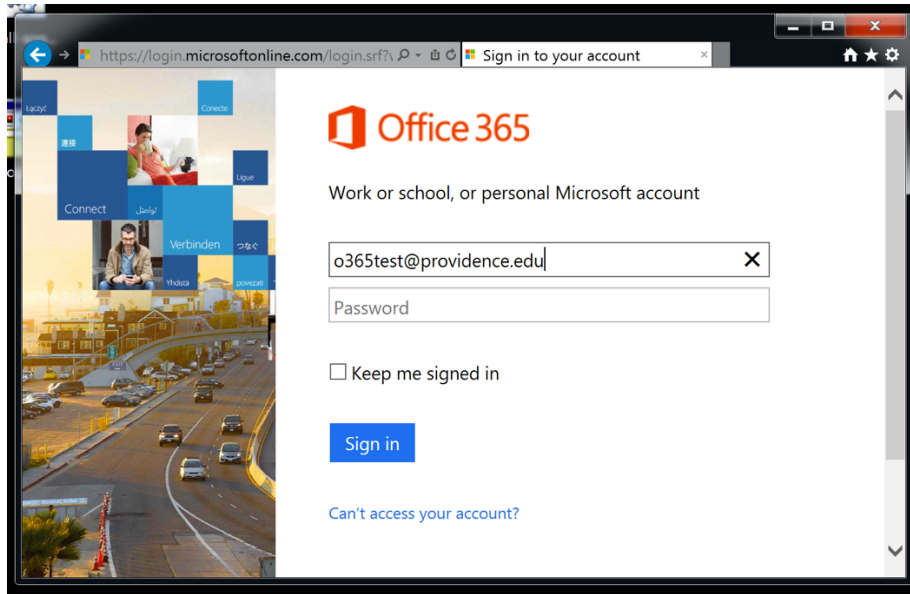 https://login.microsoftonline.com/login.srf?
Sign in to your account
Łączyć
Conecte
連接
Ligue
Connect
تواصل
Verbinden
つなぐ
Yhdistä
povezati
Office 365
Work or school, or personal Microsoft account
o365test@providence.edu
Password
Keep me signed in
Sign in
Can't access your account?